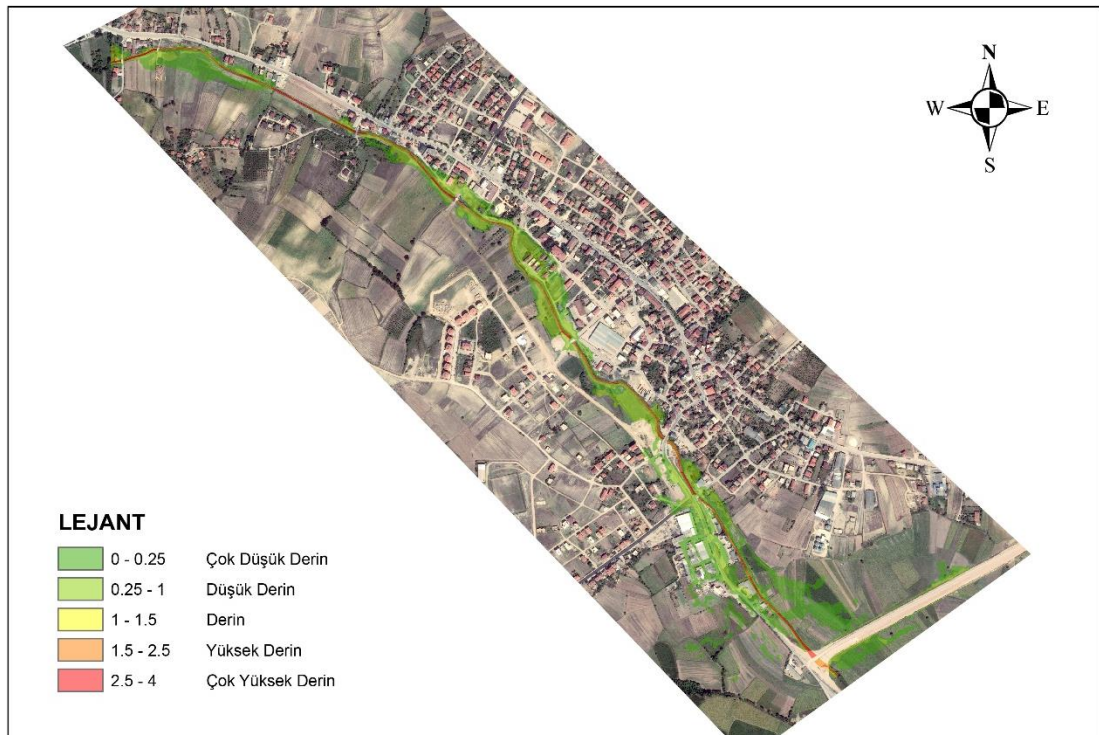 N
W E
S
LEJANT
0 - 0.25 Çok Düşük Derin
0.25 - 1 Düşük Derin
1 - 1.5 Derin
1.5 - 2.5 Yüksek Derin
2.5 - 4 Çok Yüksek Derin